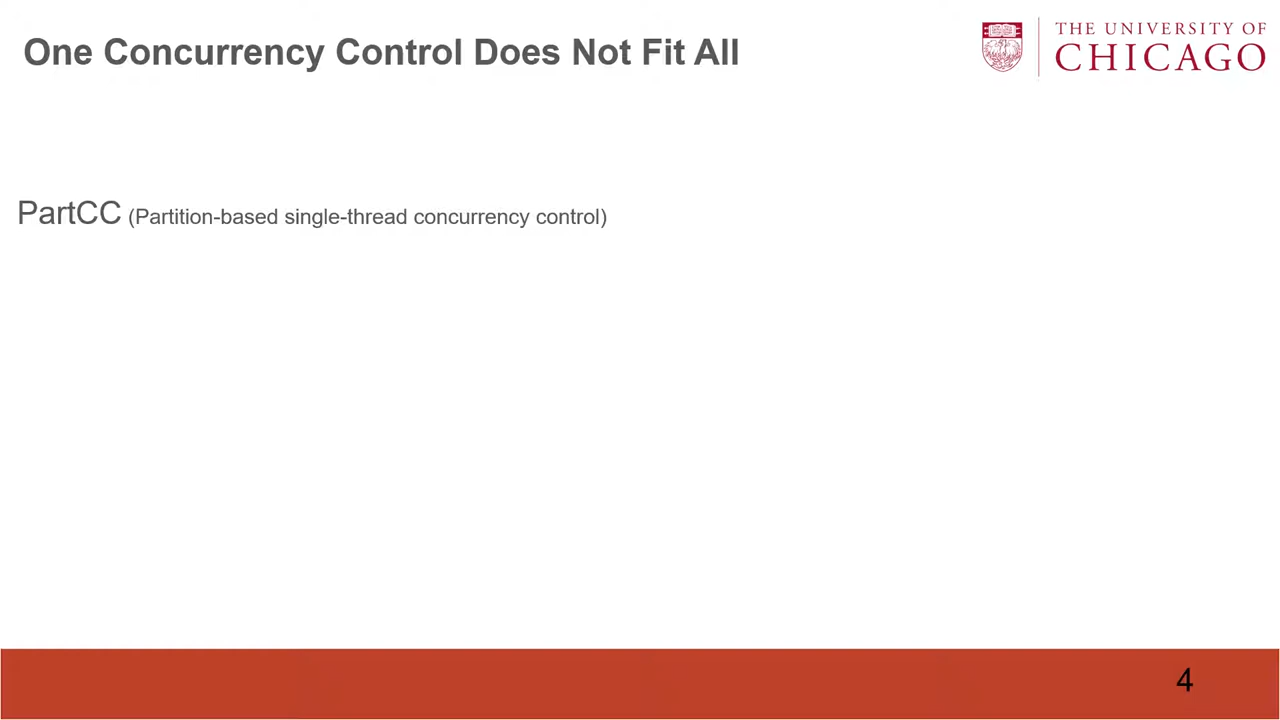 One Concurrency Control Does Not Fit All
THE UNIVERSITY OF
CHICAGO
PartCC (Partition-based single-thread concurrency control)
4